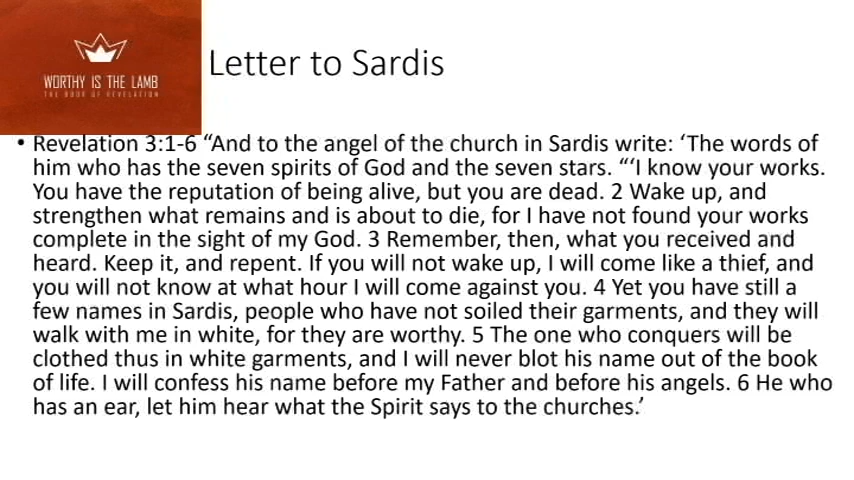 WORTHY IS THE LAMB
THE BOOK OF REVELATION
Letter to Sardis
• Revelation 3:1-6 “And to the angel of the church in Sardis write: ‘The words of
him who has the seven spirits of God and the seven stars. “‘I know your works.
You have the reputation of being alive, but you are dead. 2 Wake up, and
strengthen what remains and is about to die, for I have not found your works
complete in the sight of my God. 3 Remember, then, what you received and
heard. Keep it, and repent. If you will not wake up, I will come like a thief, and
you will not know at what hour I will come against you. 4 Yet you have still a
few names in Sardis, people who have not soiled their garments, and they will
walk with me in white, for they are worthy. 5 The one who conquers will be
clothed thus in white garments, and I will never blot his name out of the book
of life. I will confess his name before my Father and before his angels. 6 He who
has an ear, let him hear what the Spirit says to the churches.’